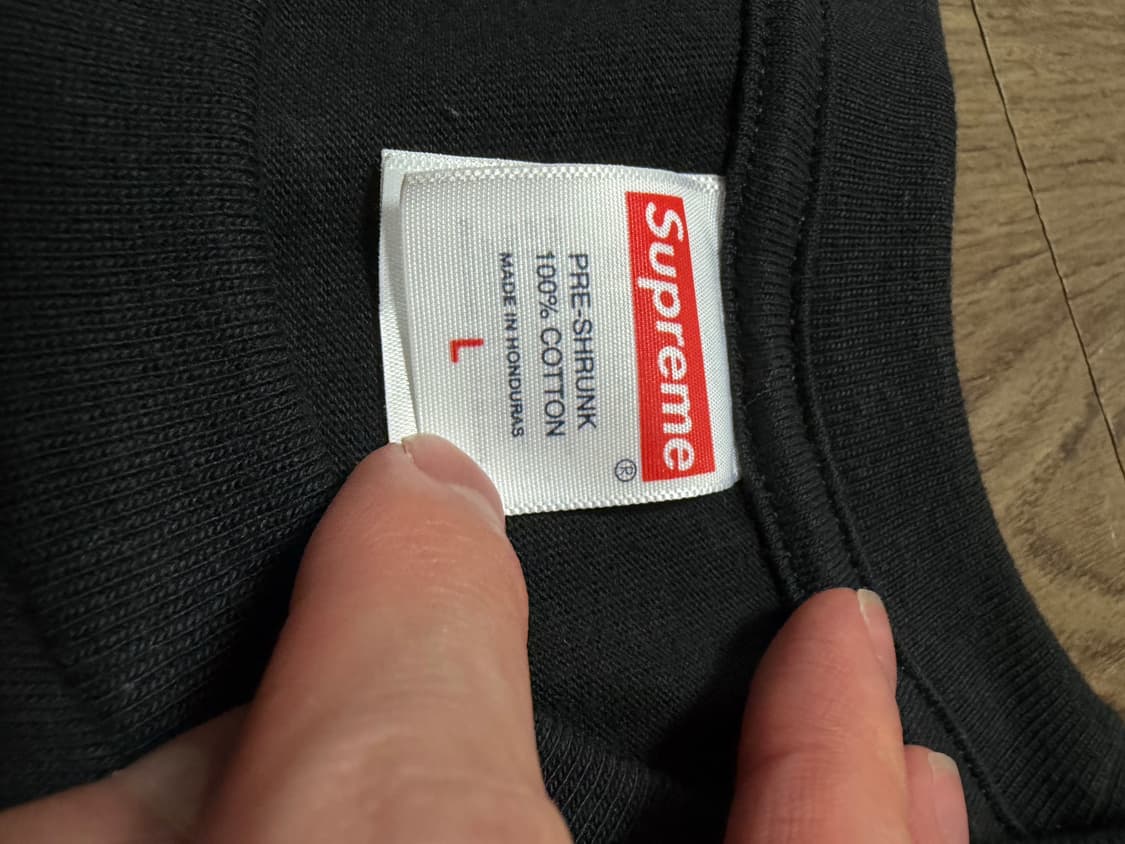 Supreme
®
PRE-SHRUNK
100% COTTON
MADE IN HONDURAS
L